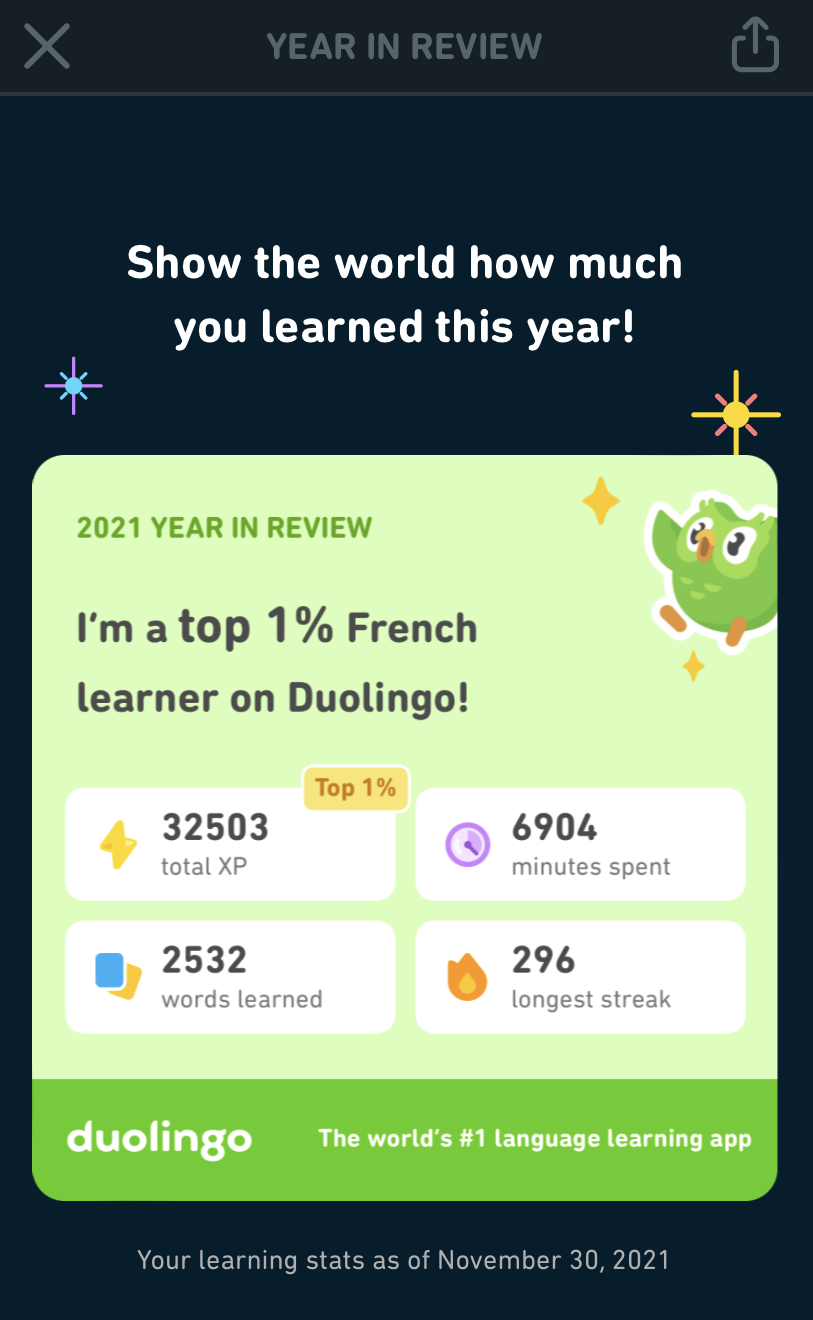 YEAR IN REVIEW
Show the world how much
you learned this year!
2021 YEAR IN REVIEW
I'm a top 1% French
learner on Duolingo!
Top 1%
32503
total XP
6904
minutes spent
2532
words learned
296
longest streak
duolingo
The world's #1 language learning app
Your learning stats as of November 30, 2021